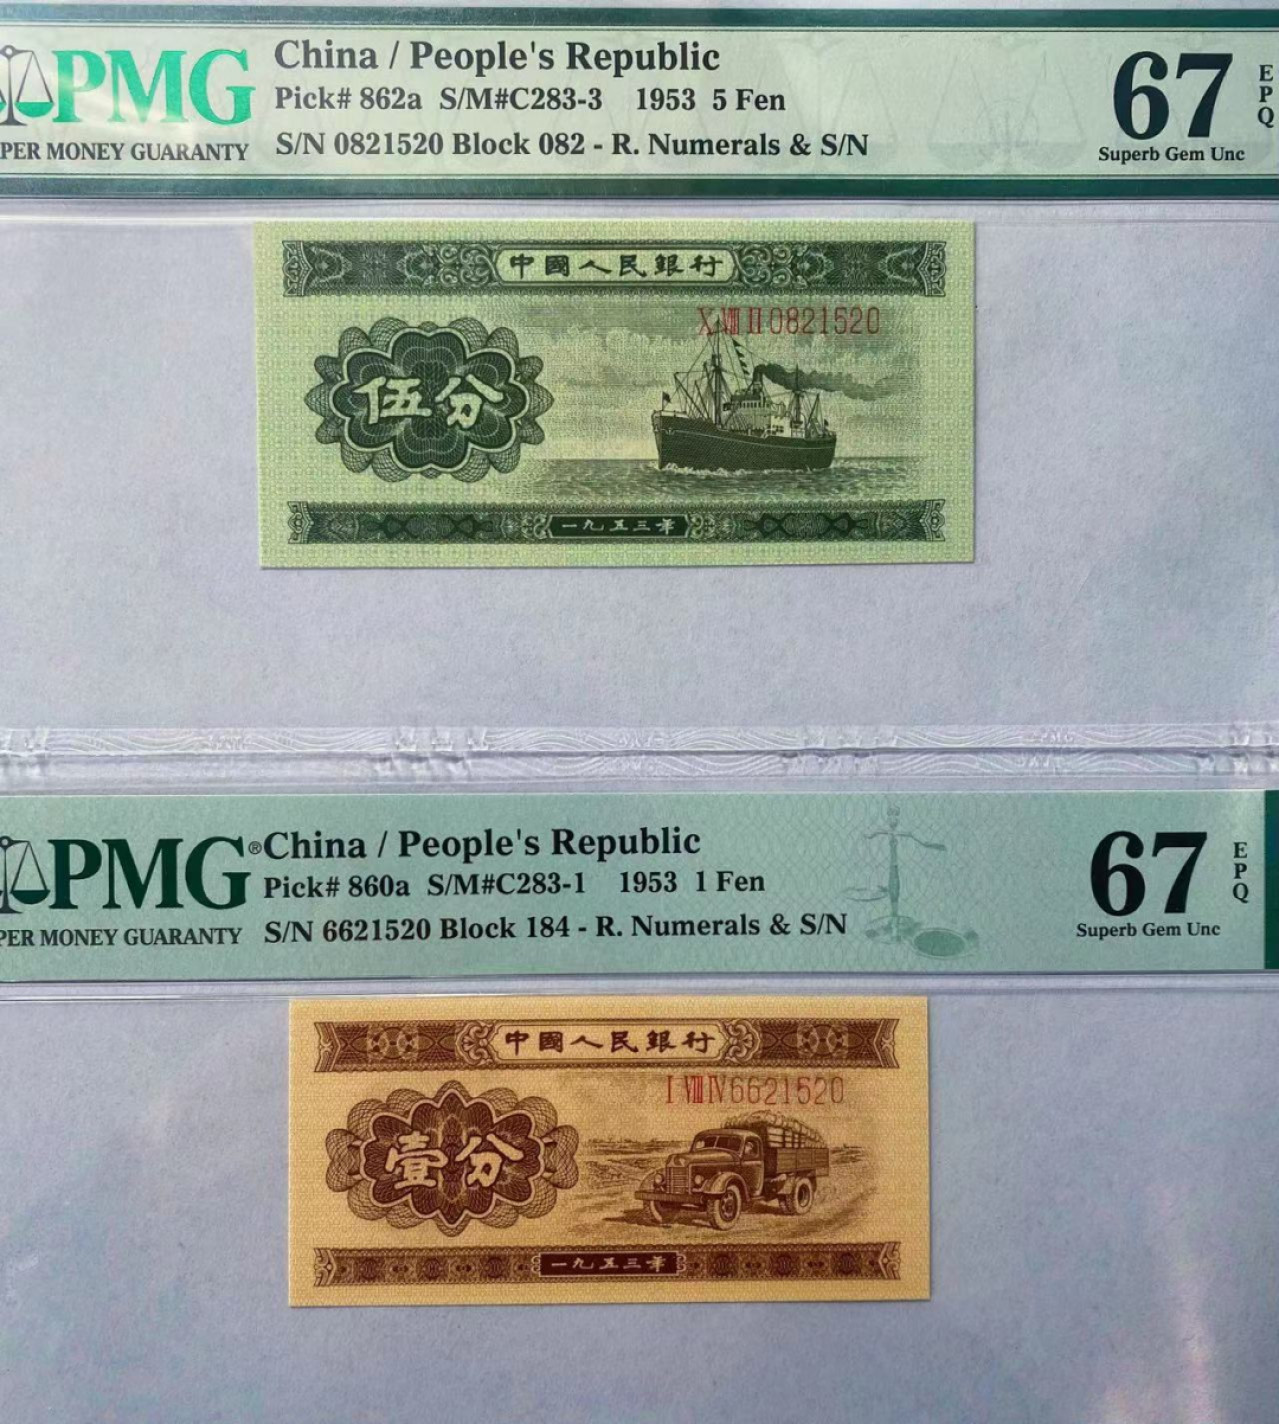 PMG
PER MONEY GUARANTY
China / People's Republic
Pick# 862a S/M#C283-3 1953 5 Fen
S/N 0821520 Block 082 - R. Numerals & S/N
67
EPQ
Superb Gem Unc
中國人民銀行
X VIII II 0821520
伍分
一九五三年
PMG®
PER MONEY GUARANTY
China / People's Republic
Pick# 860a S/M#C283-1 1953 1 Fen
S/N 6621520 Block 184 - R. Numerals & S/N
67
EPQ
Superb Gem Unc
中國人民銀行
I VIII IV 6621520
壹分
一九五三年